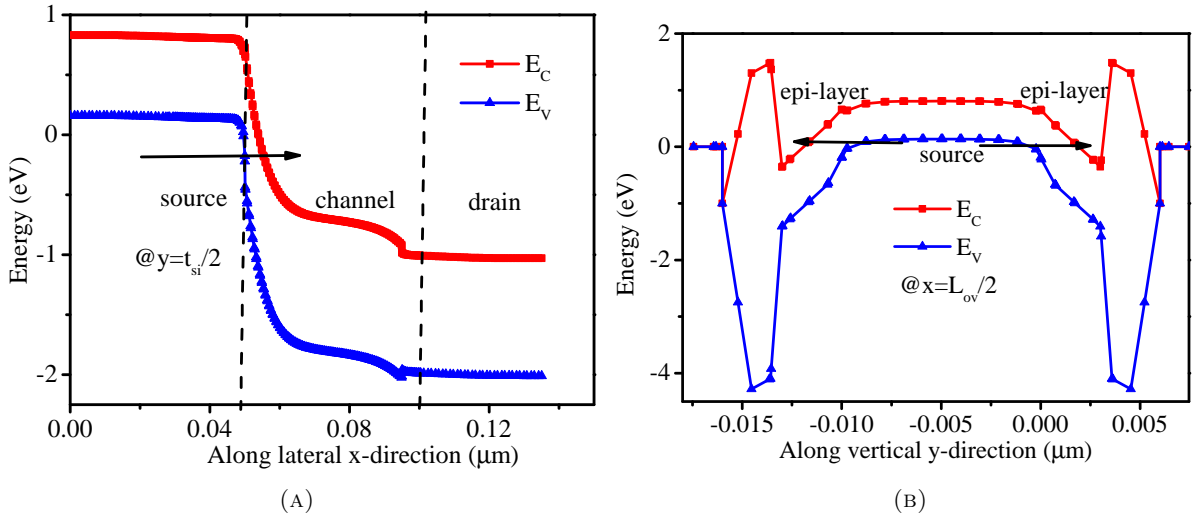 1
0
-1
-2
Energy (eV)
E_C
E_V
source
channel
drain
@y=t_si/2
0.00
0.04
0.08
0.12
Along lateral x-direction (μm)
(A)
2
0
-2
-4
Energy (eV)
epi-layer
epi-layer
source
E_C
E_V
@x=L_ov/2
-0.015
-0.010
-0.005
0.000
0.005
Along vertical y-direction (μm)
(B)